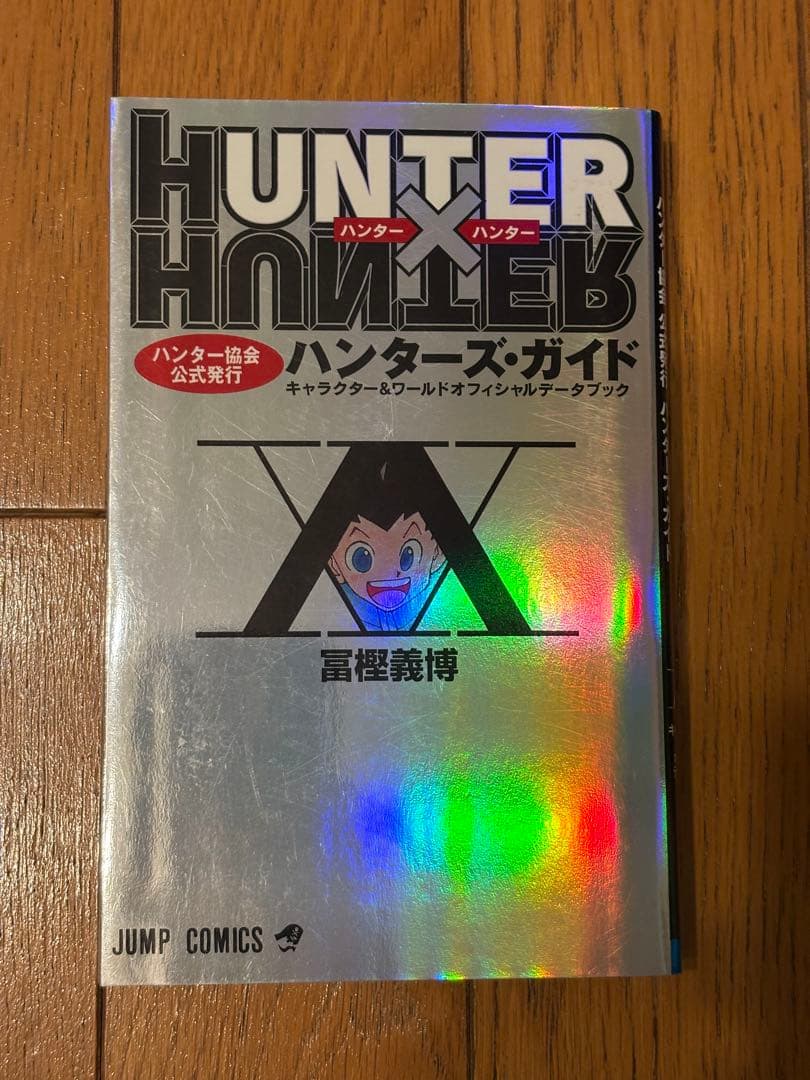 HUNTER
ハンター×ハンター
HUNTER
ハンター協会
公式発行
ハンターズ・ガイド
キャラクター&ワールドオフィシャルデータブック
冨樫義博
JUMP COMICS